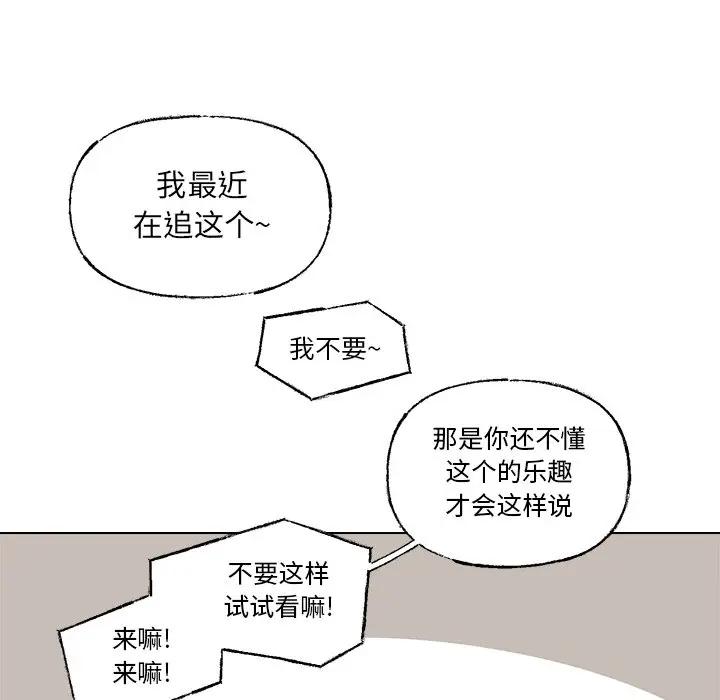 我最近
在追这个~
我不要~
那是你还不懂
这个的乐趣
才会这样说
不要这样
试试看嘛!
来嘛!
来嘛!